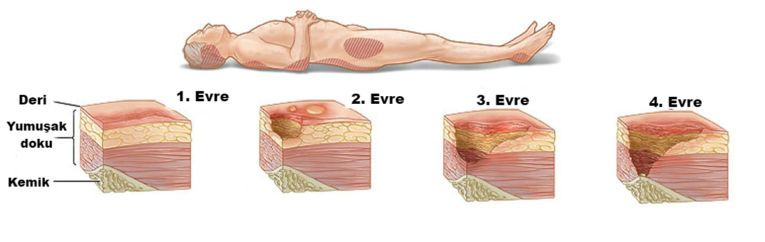 1. Evre
2. Evre
3. Evre
4. Evre
Deri
Yumuşak
doku
Kemik